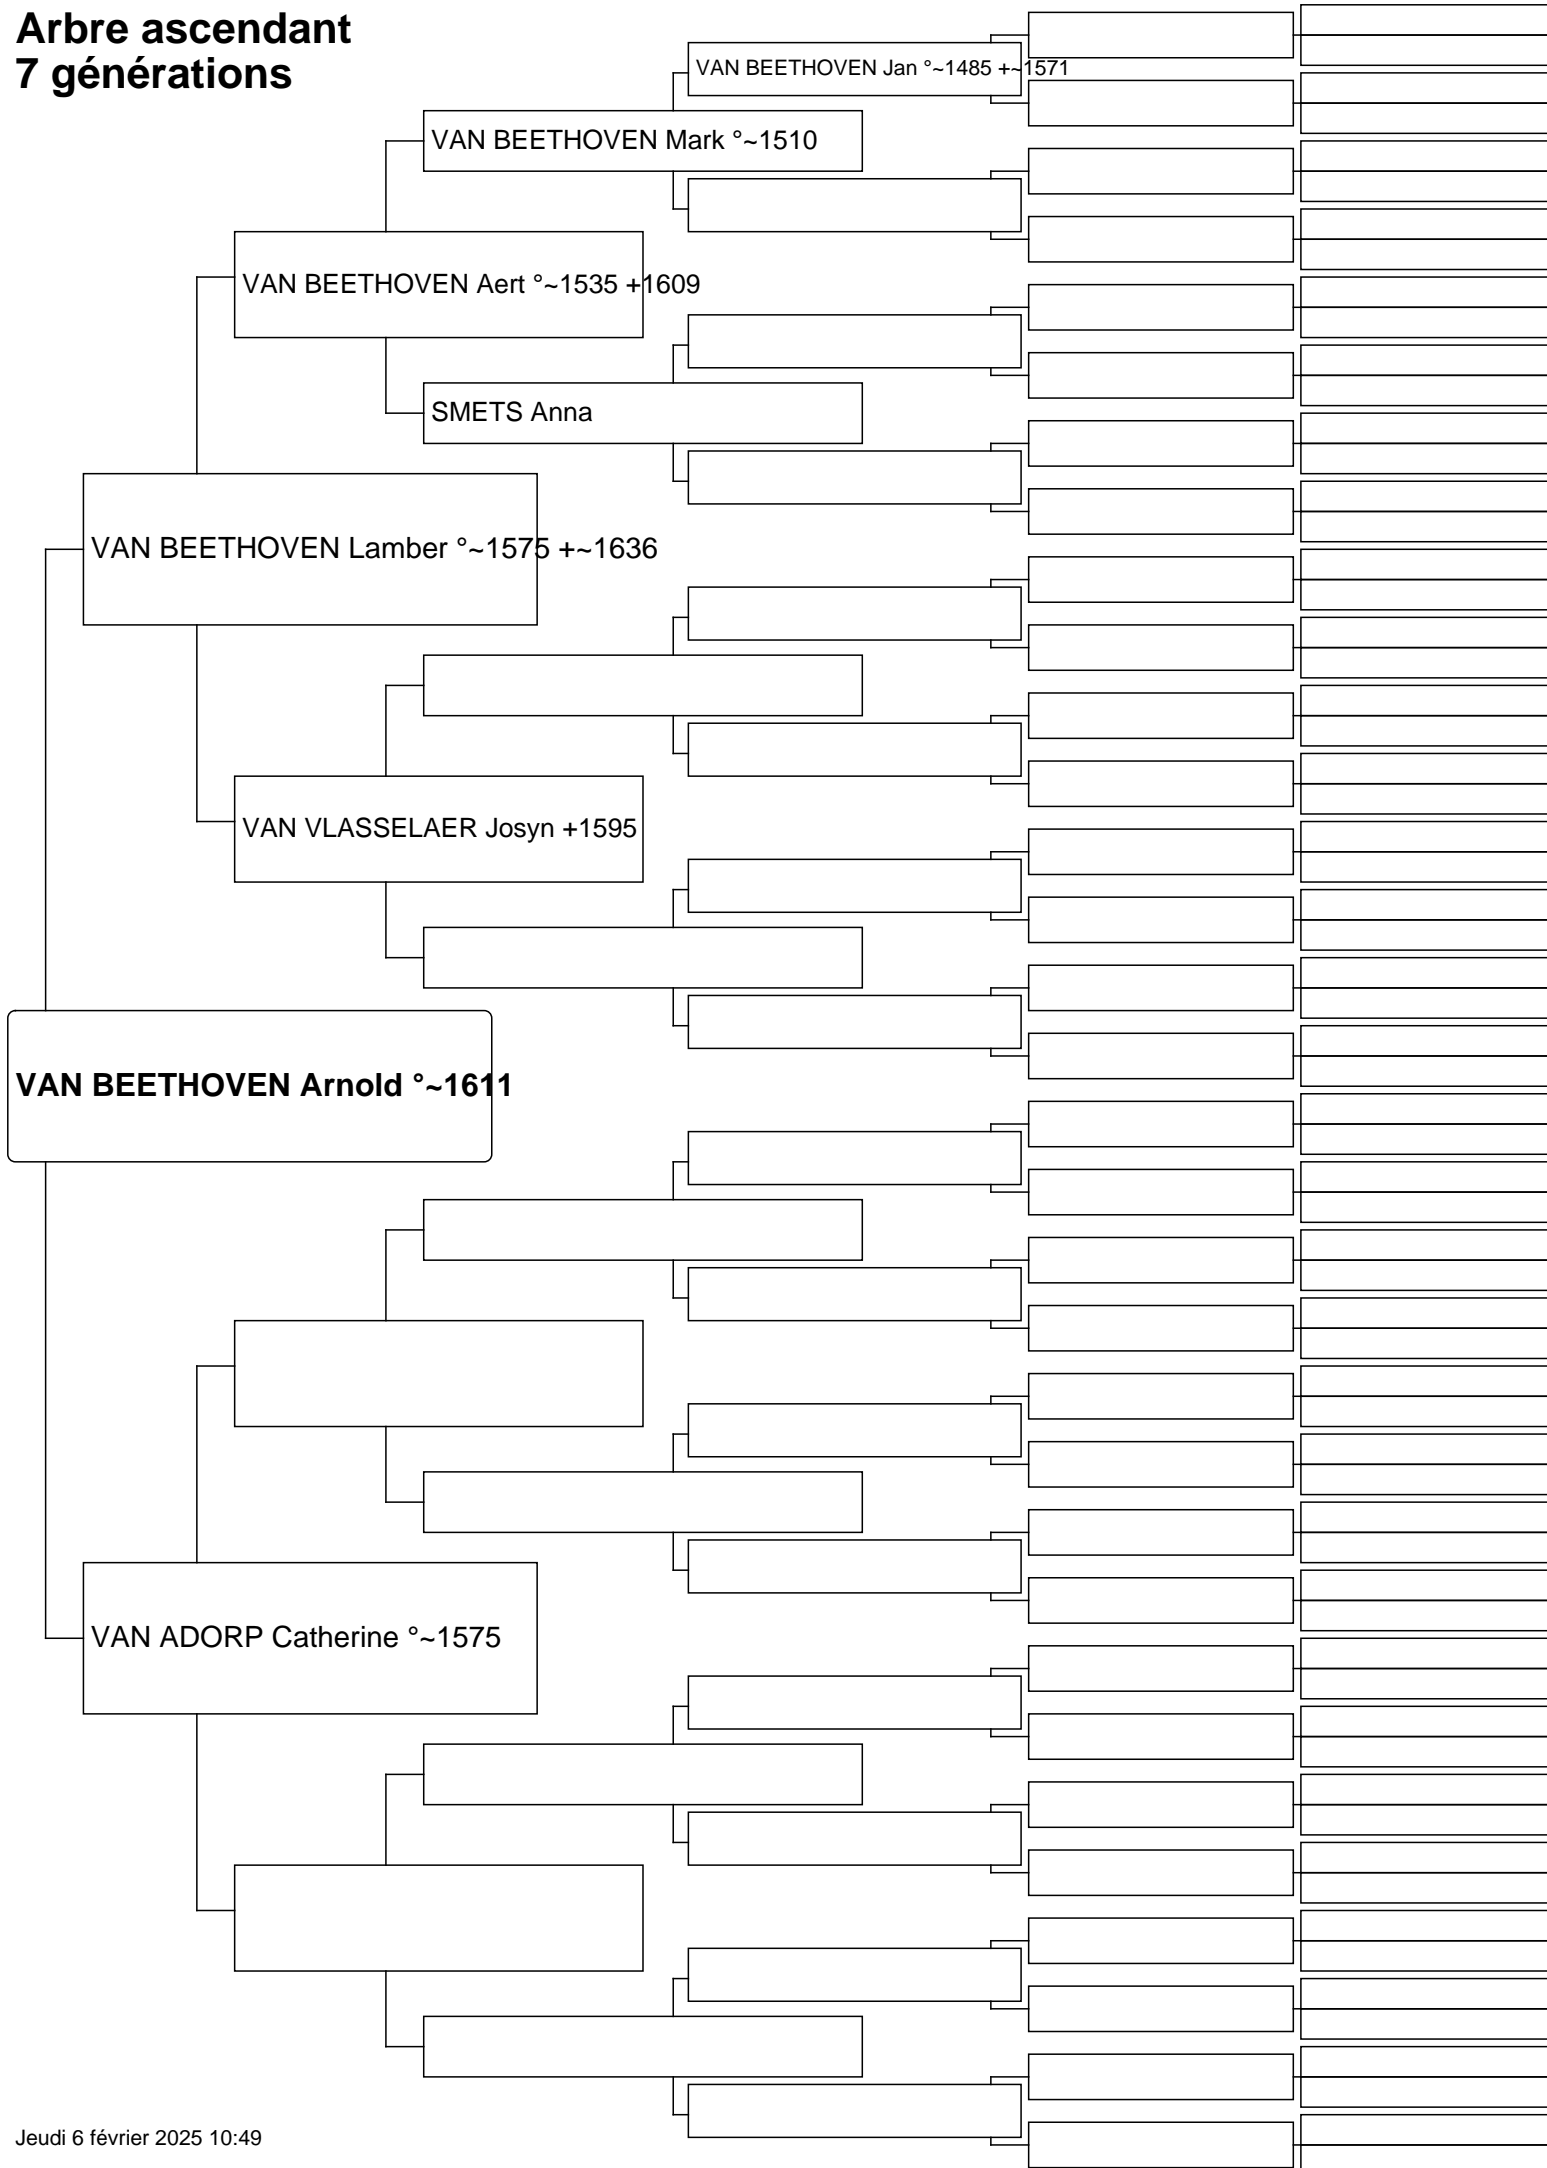 Arbre ascendant
7 générations
VAN BEETHOVEN Jan °~1485 +~1571
VAN BEETHOVEN Mark °~1510
VAN BEETHOVEN Aert °~1535 +1609
SMETS Anna
VAN BEETHOVEN Lamber °~1575 +~1636
VAN VLASSELAER Josyn +1595
VAN BEETHOVEN Arnold °~1611
VAN ADORP Catherine °~1575
Jeudi 6 février 2025 10:49